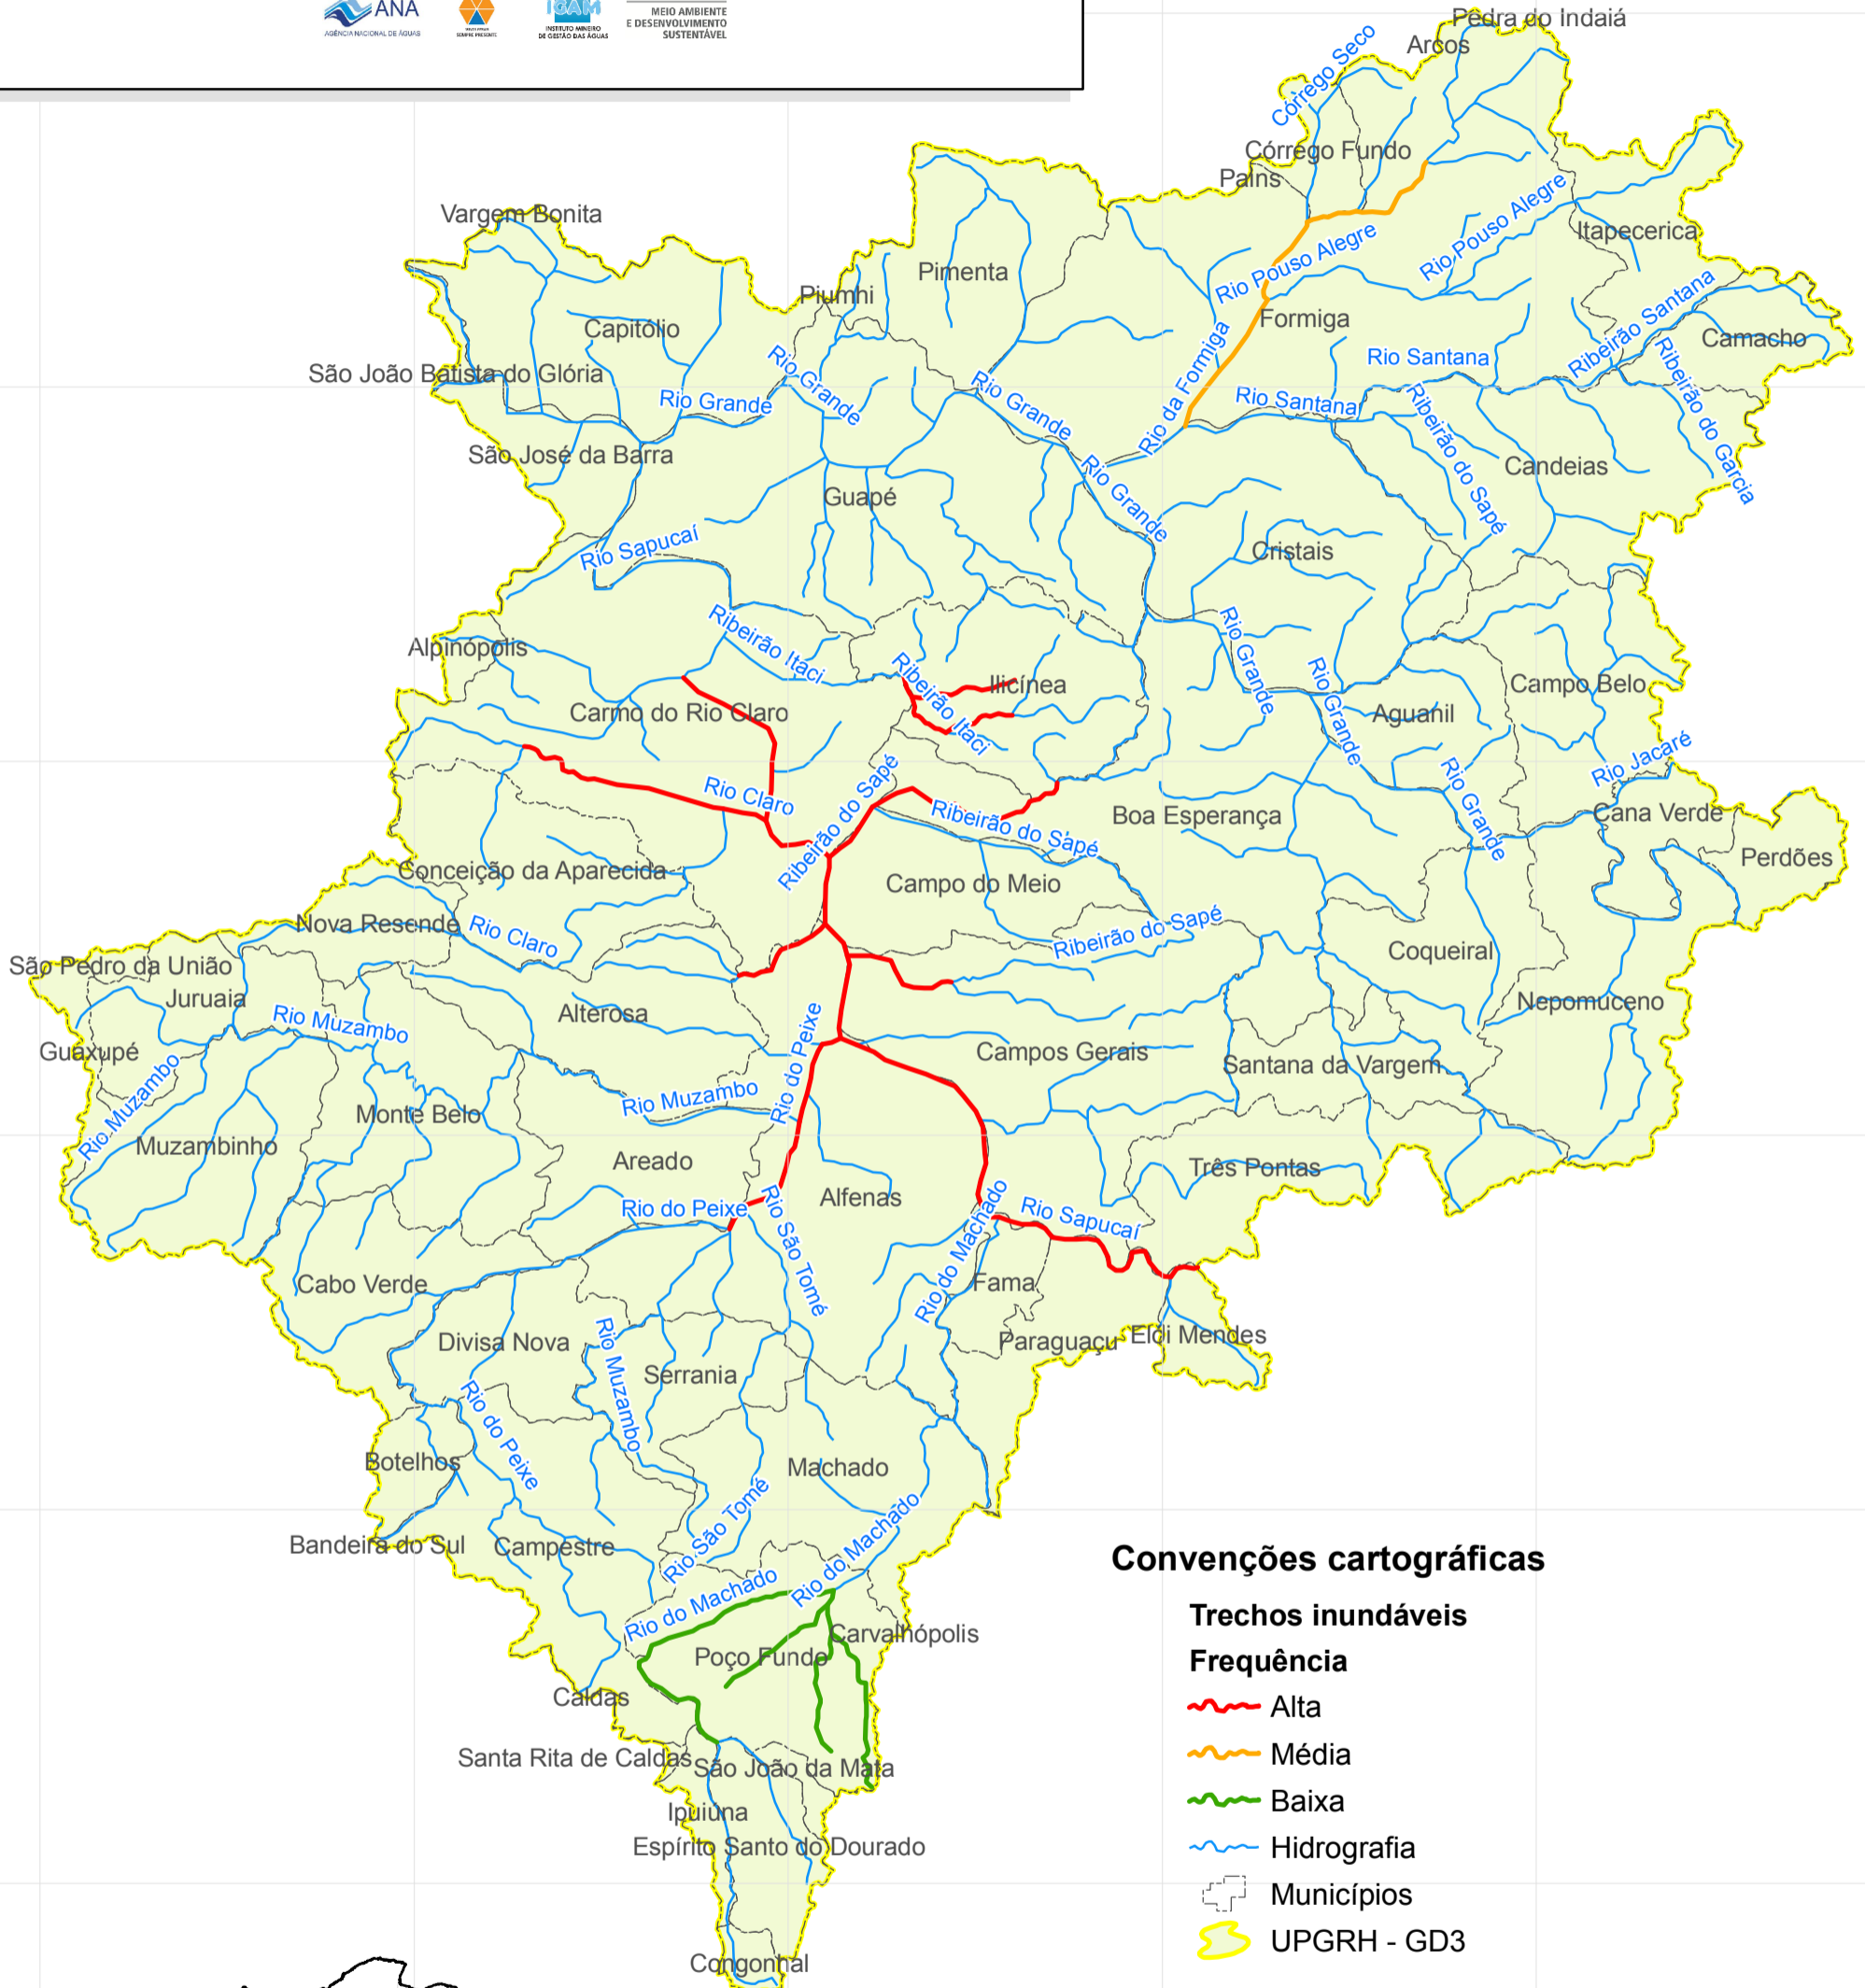 ANA
AGÊNCIA NACIONAL DE ÁGUAS
IGAM
INSTITUTO MINEIRO
DE GESTÃO DAS ÁGUAS
MEIO AMBIENTE
E DESENVOLVIMENTO
SUSTENTÁVEL
Pedra do Indaiá
Arcos
Córrego Seco
Córrego Fundo
Pains
Rio Pouso Alegre
Vargem Bonita
Itapecerica
Rio Pouso Alegre
Pimenta
Piumhi
Ribeirão Santana
Formiga
Capitólio
Camacho
Rio Santana
Rio da Formiga
São João Batista do Glória
Rio Grande
Rio Grande
Rio Grande
Rio Santana
Ribeirão do Garcia
Ribeirão do Sapé
São José da Barra
Candeias
Guapé
Rio Grande
Rio Sapucaí
Cristais
Alpinópolis
Ribeirão Itaci
Rio Grande
Ilicínea
Campo Belo
Ribeirão Itaci
Carmo do Rio Claro
Rio Grande
Aguanil
Rio Jacaré
Rio Claro
Ribeirão do Sapé
Rio Grande
Boa Esperança
Cana Verde
Ribeirão do Sapé
Perdões
Conceição da Aparecida
Campo do Meio
Nova Resende
Rio Claro
Ribeirão do Sapé
Coqueiral
São Pedro da União
Juruaia
Nepomuceno
Alterosa
Rio Muzambo
Guaxupé
Campos Gerais
Rio do Peixe
Santana da Vargem
Rio Muzambo
Rio Muzambo
Monte Belo
Muzambinho
Areado
Três Pontas
Alfenas
Rio do Peixe
Rio Sapucaí
Rio São Tomé
Rio do Machado
Cabo Verde
Fama
Divisa Nova
Paraguaçu
Elói Mendes
Rio Muzambo
Serrania
Rio do Peixe
Botelhos
Machado
Rio São Tomé
Bandeira do Sul
Campestre
Rio do Machado
Rio do Machado
Carvalhópolis
Poço Fundo
Caldas
Santa Rita de Caldas
São João da Mata
Ipuiúna
Espírito Santo do Dourado
Congonhal
Convenções cartográficas
Trechos inundáveis
Frequência
Alta
Média
Baixa
Hidrografia
Municípios
UPGRH - GD3